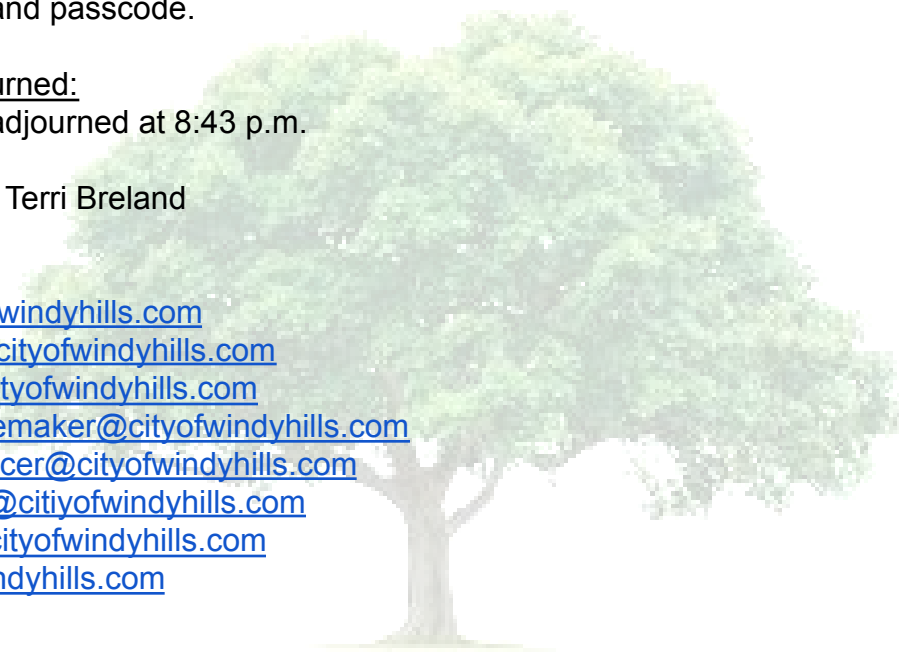 and passcode.
urned:
adjourned at 8:43 p.m.
Terri Breland
windyhills.com
cityofwindyhills.com
tyofwindyhills.com
emaker@cityofwindyhills.com
cer@cityofwindyhills.com
@citiyofwindyhills.com
cityofwindyhills.com
ndyhills.com